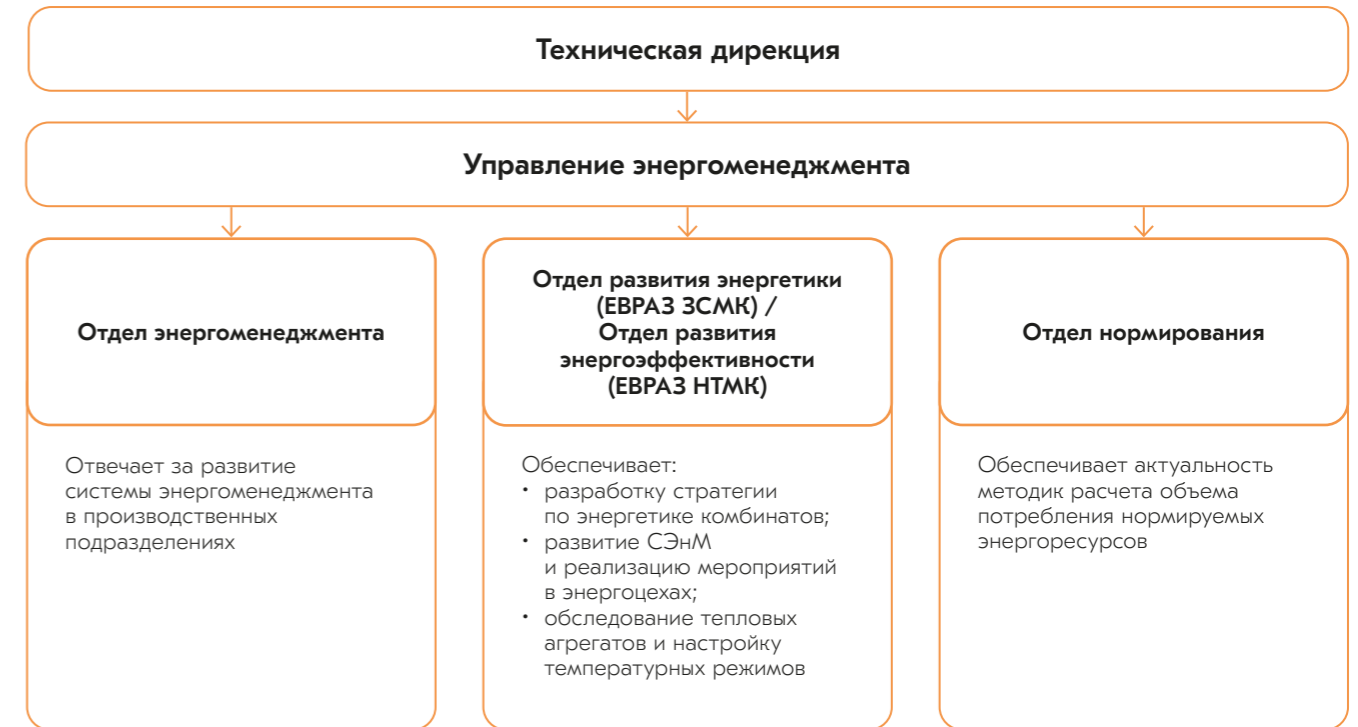 Техническая дирекция
Управление энергоменеджмента
Отдел энергоменеджмента
Отвечает за развитие
системы энергоменеджмента
в производственных
подразделениях
Отдел развития энергетики
(ЕВРАЗ ЗСМК) /
Отдел развития
энергоэффективности
(ЕВРАЗ НТМК)
Обеспечивает:
• разработку стратегии
по энергетике комбинатов;
• развитие СЭнМ
и реализацию мероприятий
в энергоцехах;
• обследование тепловых
агрегатов и настройку
температурных режимов
Отдел нормирования
Обеспечивает актуальность
методик расчета объема
потребления нормируемых
энергоресурсов